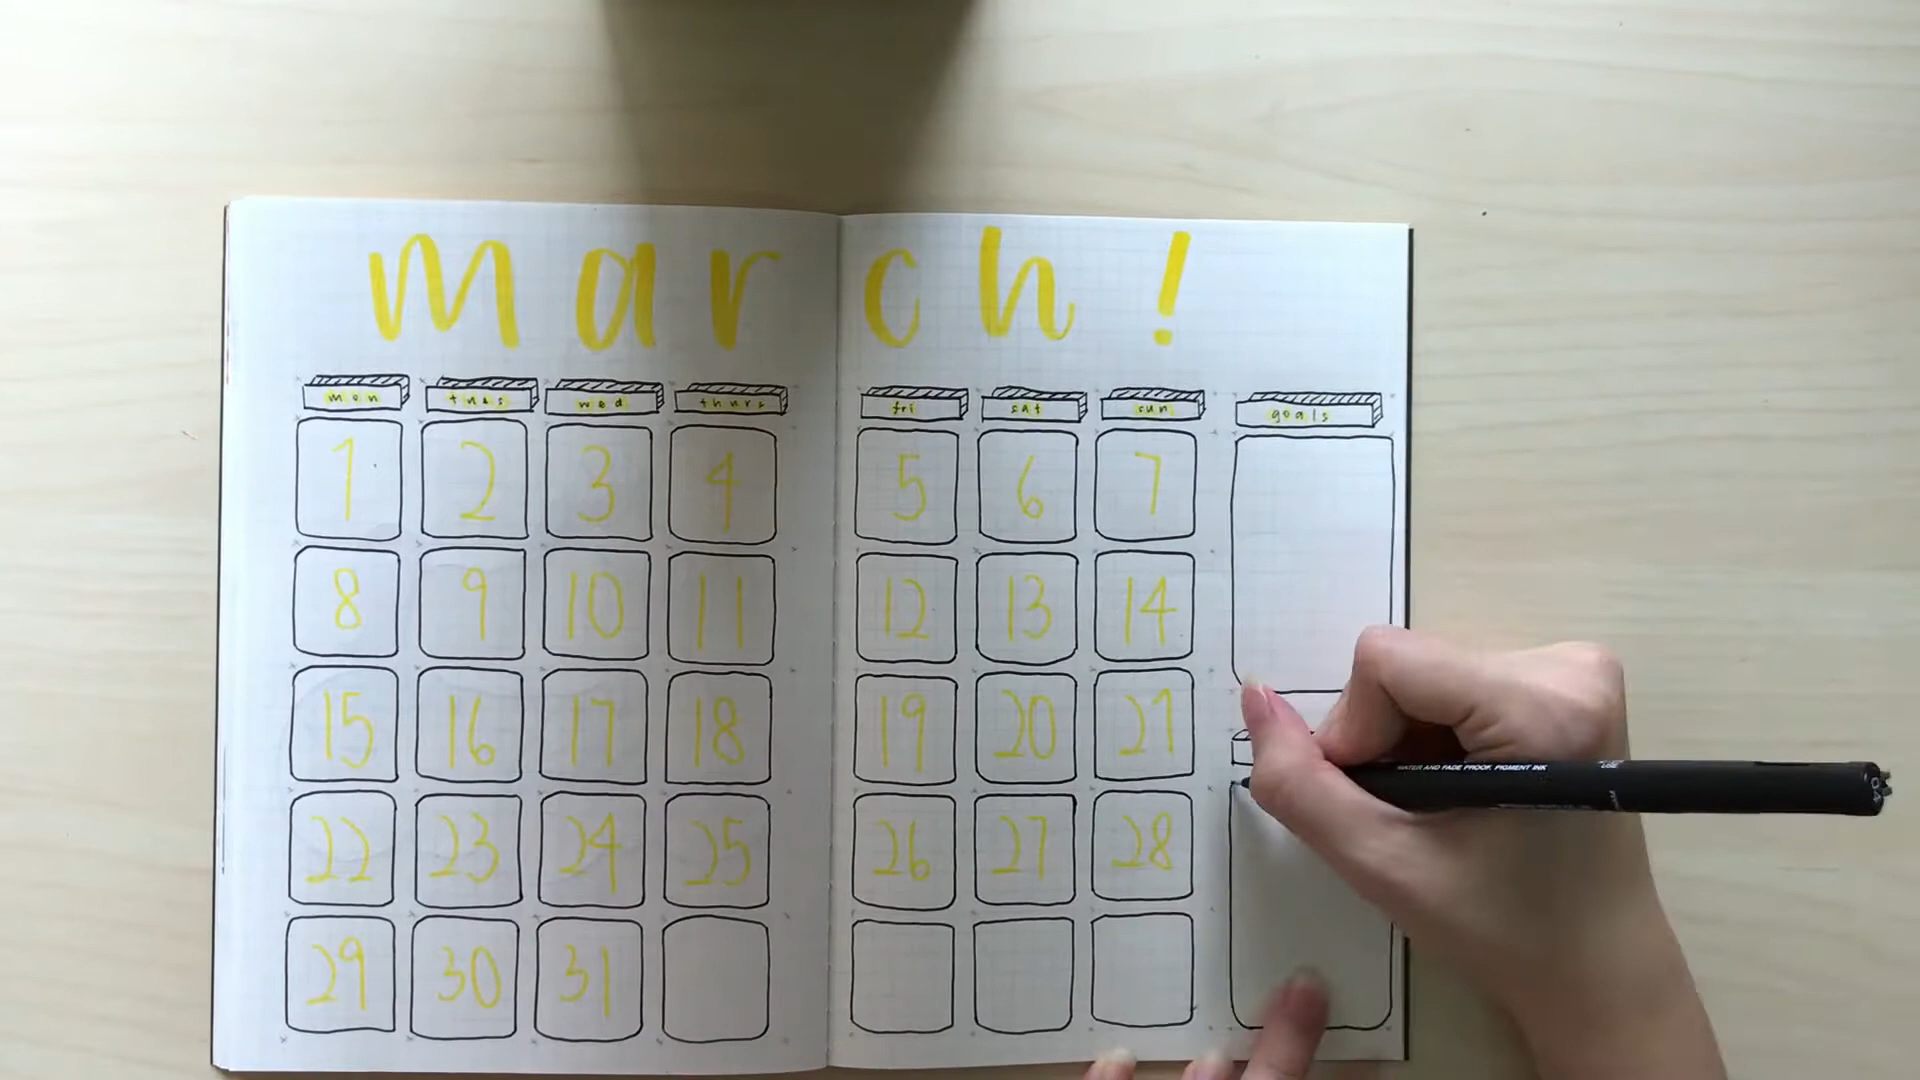 march!
mon tues wed thurs fri sat sun goals
1 2 3 4 5 6 7
8 9 10 11 12 13 14
15 16 17 18 19 20 21
22 23 24 25 26 27 28
29 30 31
WATER AND FADE PROOF, PIGMENT INK
04